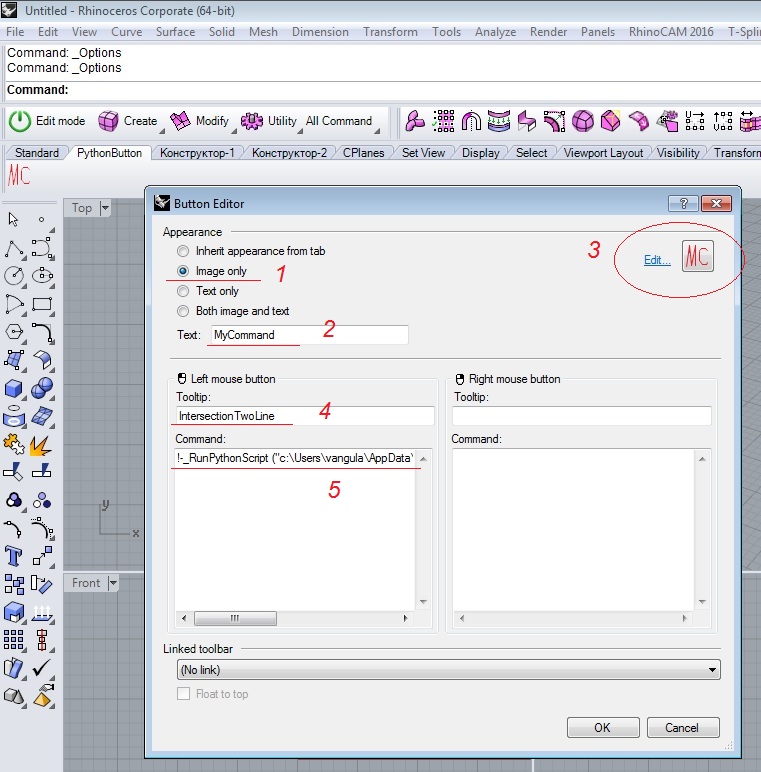 Untitled - Rhinoceros Corporate (64-bit)
File Edit View Curve Surface Solid Mesh Dimension Transform Tools Analyze Render Panels RhinoCAM 2016 T-Splin
Command: _Options
Command: _Options
Command:
Edit mode Create Modify Utility All Command
Standard PythonButton Конструктор-1 Конструктор-2 CPlanes Set View Display Select Viewport Layout Visibility Transform
MC
Top
Button Editor
Appearance
Inherit appearance from tab
Image only 1
Text only
Both image and text
3 Edit... MC
Text: MyCommand 2
Left mouse button
Tooltip:
IntersectionTwoLine 4
Command:
!-_RunPythonScript ("c:\Users\vangula\AppData\
5
Right mouse button
Tooltip:
Command:
y
x
Front
Linked toolbar
(No link)
Float to top
OK Cancel